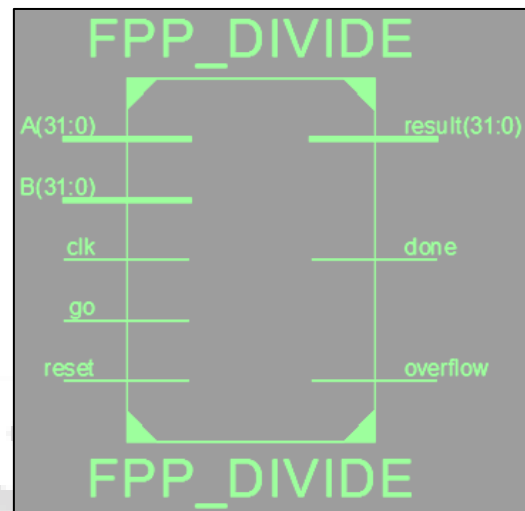 FPP_DIVIDE
A(31:0)
result(31:0)
B(31:0)
clk
done
go
reset
overflow
FPP_DIVIDE